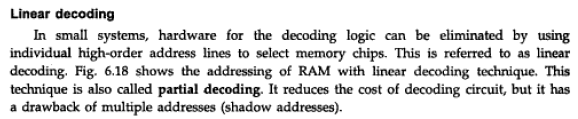 Linear decoding
In small systems, hardware for the decoding logic can be eliminated by using
individual high-order address lines to select memory chips. This is referred to as linear
decoding. Fig. 6.18 shows the addressing of RAM with linear decoding technique. This
technique is also called partial decoding. It reduces the cost of decoding circuit, but it has
a drawback of multiple addresses (shadow addresses).